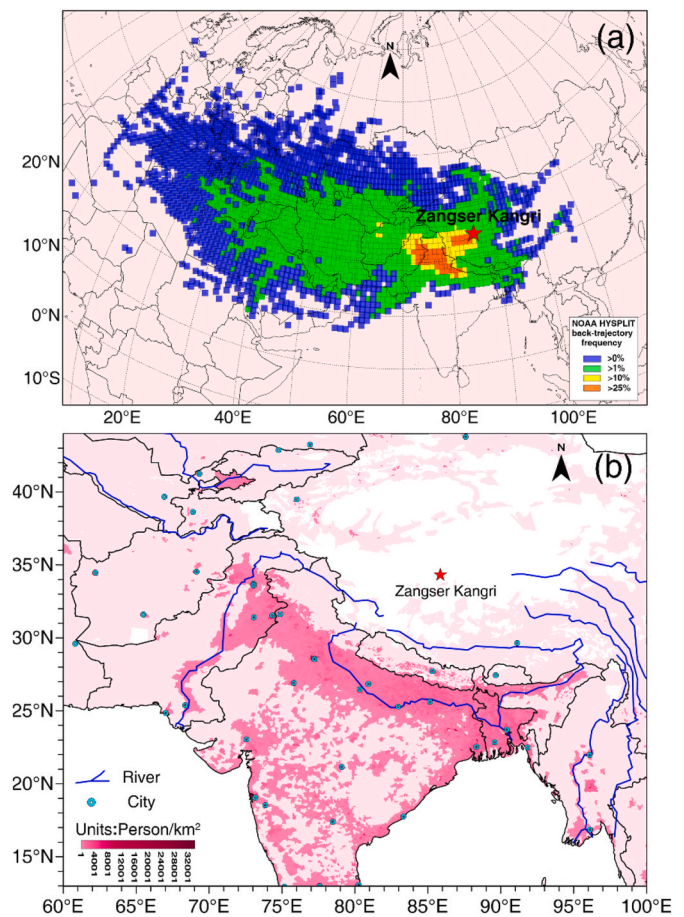 (a)
N
20°N
10°N
0°N
10°S
Zangser Kangri
NOAA HYSPLIT
back-trajectory
frequency
>0%
>1%
>10%
>25%
20°E 40°E 60°E 80°E 100°E
(b)
N
40°N
35°N
30°N
25°N
20°N
15°N
Zangser Kangri
River
City
Units:Person/km²
1 4001 8001 12001 16001 20001 24001 28001 32001
60°E 65°E 70°E 75°E 80°E 85°E 90°E 95°E 100°E